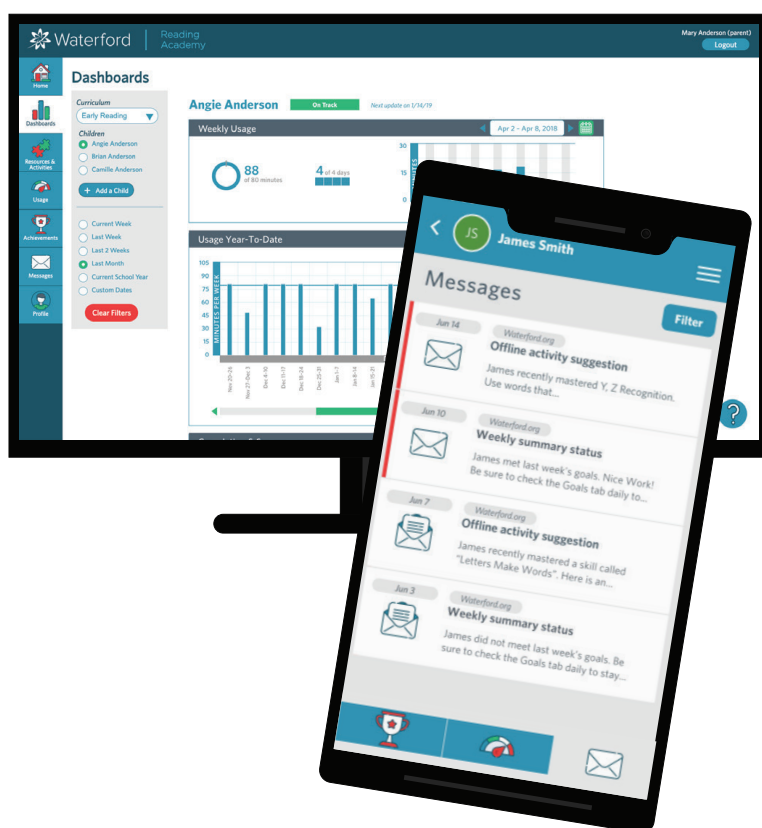 Waterford
Reading
Academy
Mary Anderson (parent)
Logout
Home
Dashboards
Resources &
Activities
Usage
Achievements
Messages
Profile
Dashboards
Curriculum
Early Reading
Children
Angie Anderson
Brian Anderson
Camille Anderson
+ Add a Child
Current Week
Last Week
Last 2 Weeks
Last Month
Current School Year
Custom Dates
Clear Filters
Angie Anderson
On Track
Next update on 1/14/19
Weekly Usage
Apr 2 - Apr 8, 2018
88
of 80 minutes
4 of 4 days
30
15
0
Usage Year-To-Date
MINUTES PER WEEK
105
90
75
60
45
30
15
0
Nov 20-26
Nov 27-Dec 3
Dec 4-10
Dec 11-17
Dec 18-24
Dec 25-31
Jan 1-7
Jan 8-14
Jan 15-21
?
JS
James Smith
Messages
Filter
Jun 14
Waterford.org
Offline activity suggestion
James recently mastered Y, Z Recognition.
Use words that...
Jun 10
Waterford.org
Weekly summary status
James met last week's goals. Nice Work!
Be sure to check the Goals tab daily to...
Jun 7
Waterford.org
Offline activity suggestion
James recently mastered a skill called
"Letters Make Words". Here is an...
Jun 3
Waterford.org
Weekly summary status
James did not meet last week's goals. Be
sure to check the Goals tab daily to stay...